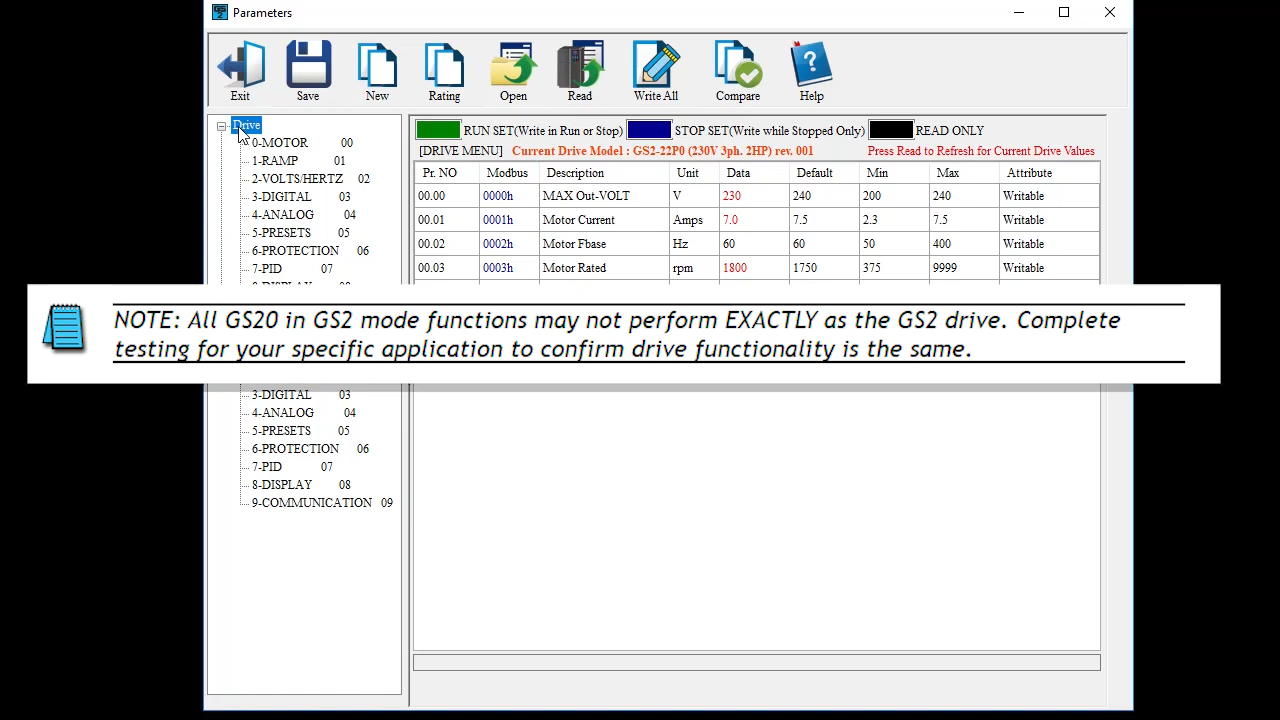 GS 2 Parameters
Exit Save New Rating Open Read Write All Compare Help
Drive
0-MOTOR 00
1-RAMP 01
2-VOLTS/HERTZ 02
3-DIGITAL 03
4-ANALOG 04
5-PRESETS 05
6-PROTECTION 06
7-PID 07
RUN SET(Write in Run or Stop) STOP SET(Write while Stopped Only) READ ONLY
[DRIVE MENU] Current Drive Model : GS2-22P0 (230V 3ph. 2HP) rev. 001 Press Read to Refresh for Current Drive Values
Pr. NO Modbus Description Unit Data Default Min Max Attribute
00.00 0000h MAX Out-VOLT V 230 240 200 240 Writable
00.01 0001h Motor Current Amps 7.0 7.5 2.3 7.5 Writable
00.02 0002h Motor Fbase Hz 60 60 50 400 Writable
00.03 0003h Motor Rated rpm 1800 1750 375 9999 Writable
NOTE: All GS20 in GS2 mode functions may not perform EXACTLY as the GS2 drive. Complete
testing for your specific application to confirm drive functionality is the same.
3-DIGITAL 03
4-ANALOG 04
5-PRESETS 05
6-PROTECTION 06
7-PID 07
8-DISPLAY 08
9-COMMUNICATION 09